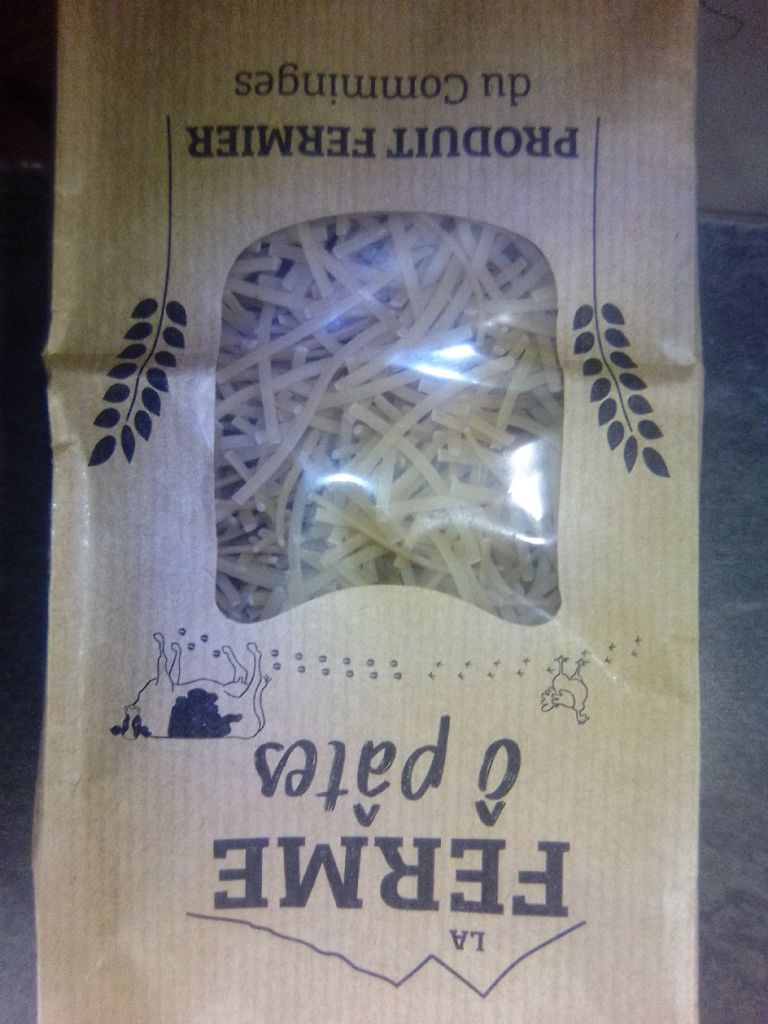 LA
FERME
Ô pâtes
PRODUIT FERMIER
du Comminges